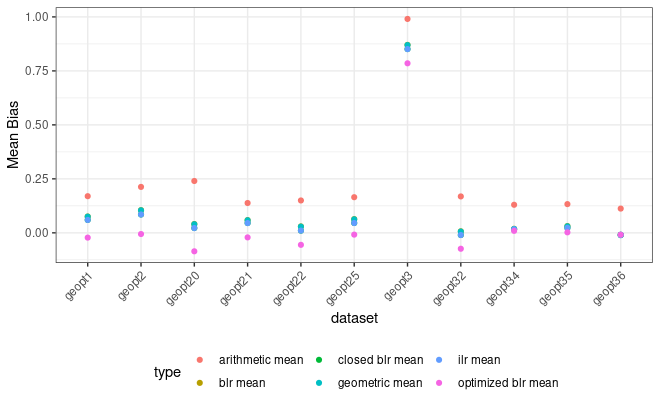 1.00
0.75
0.50
0.25
0.00
Mean Bias
geopt1
geopt2
geopt20
geopt21
geopt22
geopt25
geopt3
geopt32
geopt34
geopt35
geopt36
dataset
type
arithmetic mean
closed blr mean
ilr mean
blr mean
geometric mean
optimized blr mean